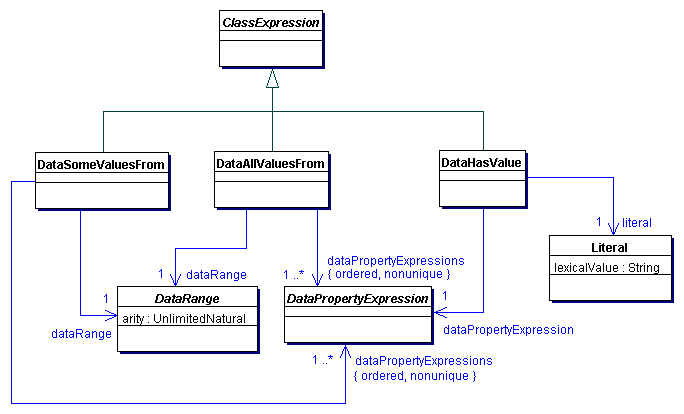 ClassExpression
DataSomeValuesFrom
DataAllValuesFrom
DataHasValue
1
literal
Literal
lexicalValue : String
1
dataRange
1 ..*
dataPropertyExpressions
{ ordered, nonunique }
1
dataRange
DataRange
arity : UnlimitedNatural
DataPropertyExpression
1
dataPropertyExpression
1 ..*
dataPropertyExpressions
{ ordered, nonunique }